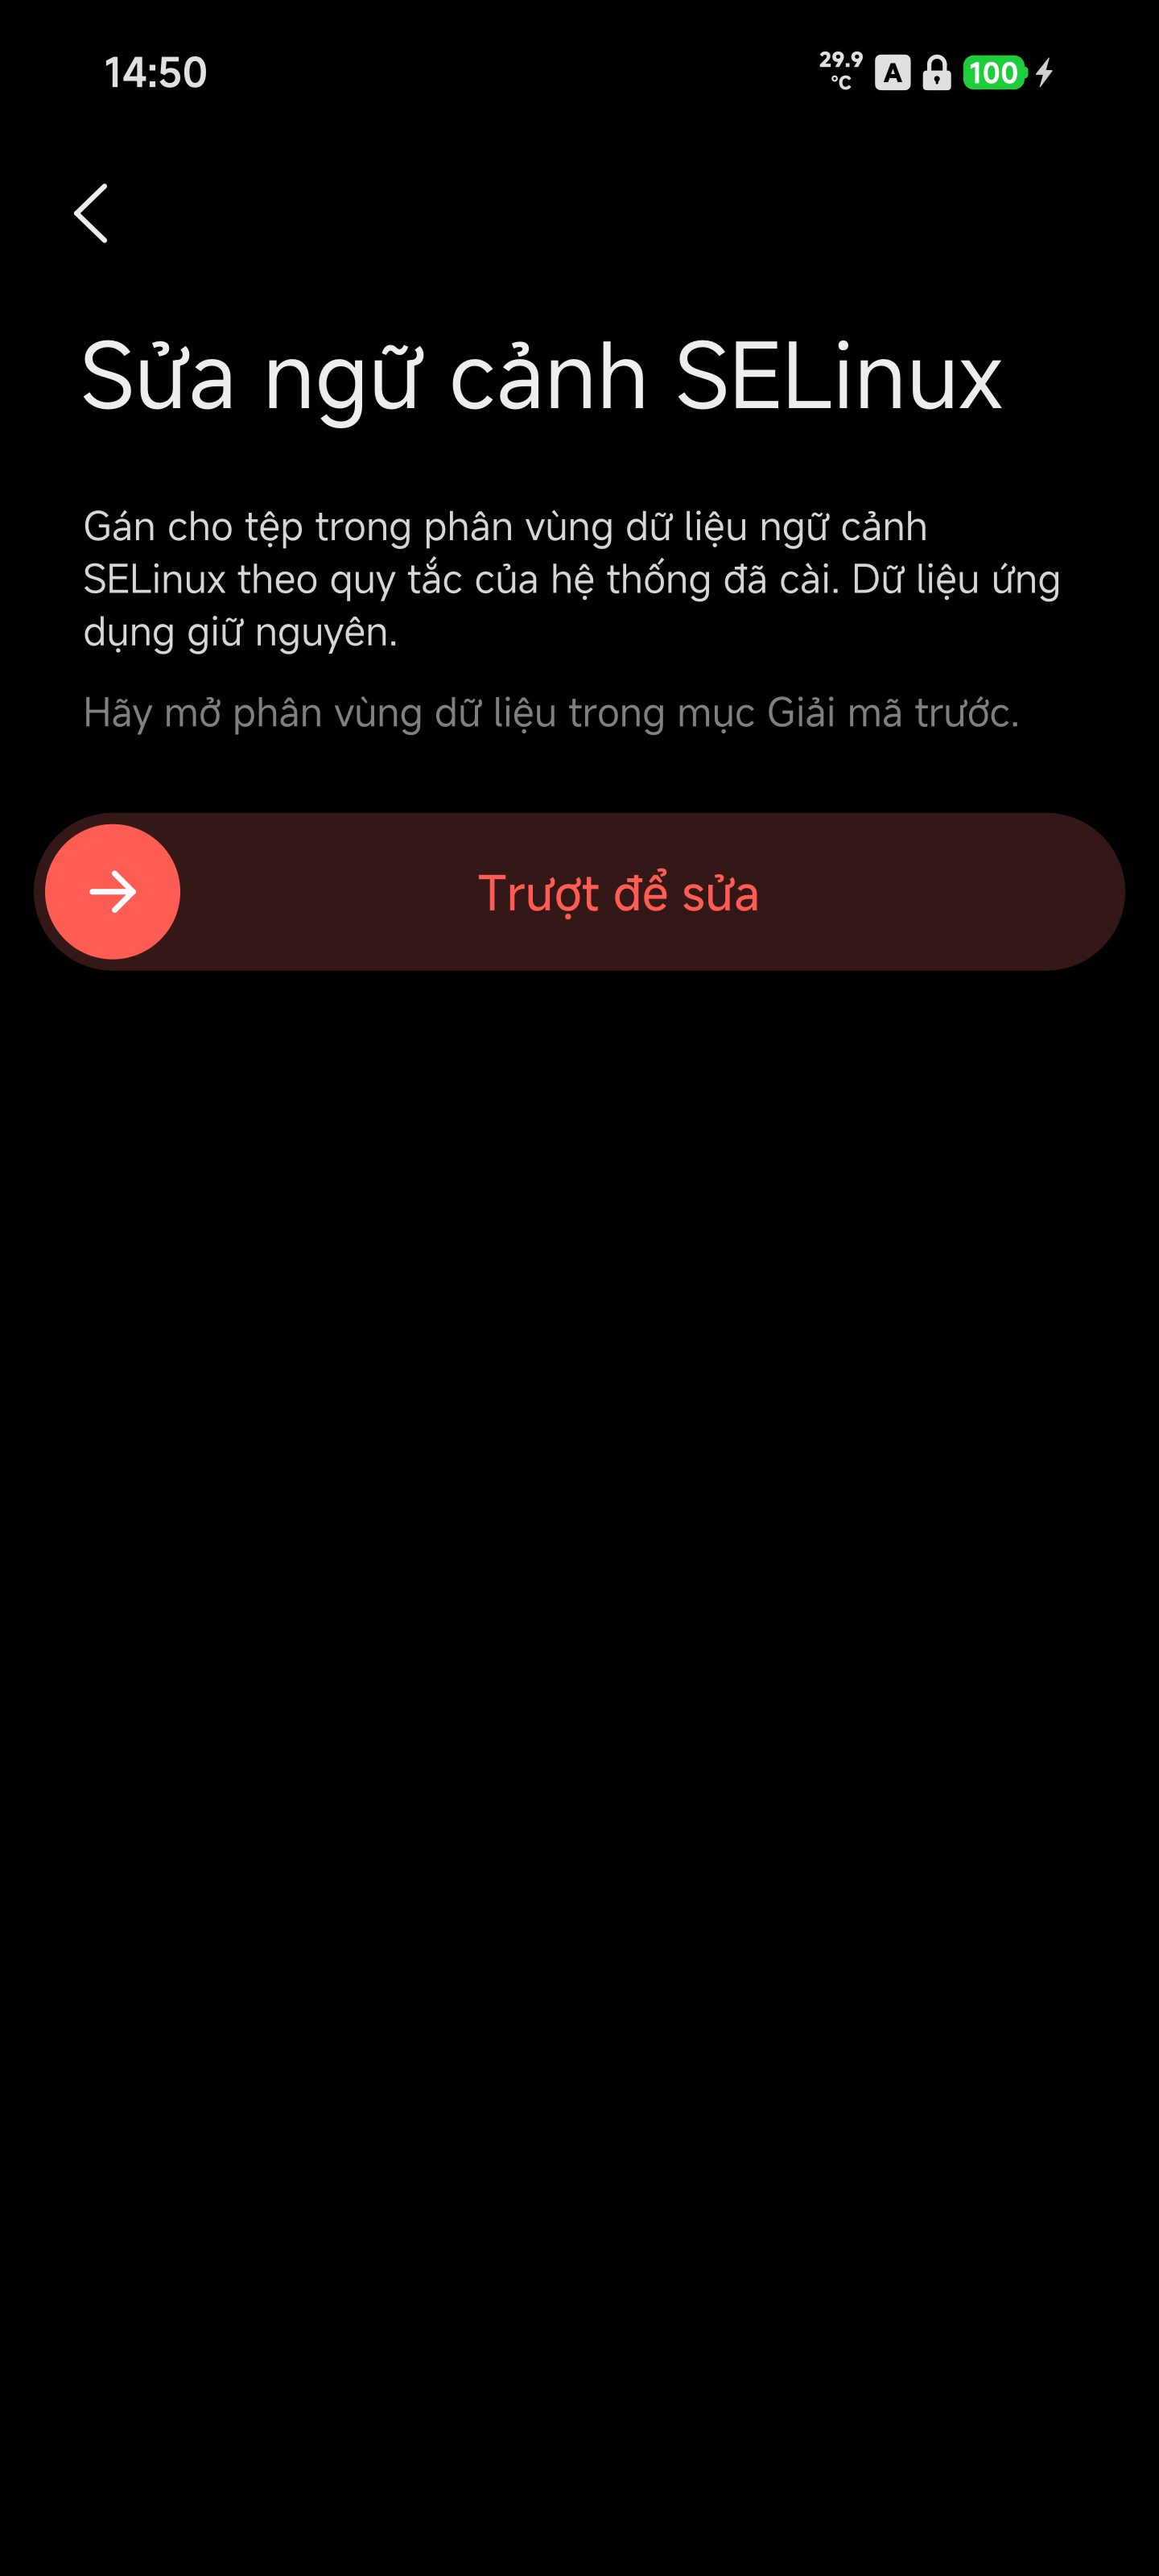 14:50
29.9
°C
A
100
Sửa ngữ cảnh SELinux
Gán cho tệp trong phân vùng dữ liệu ngữ cảnh
SELinux theo quy tắc của hệ thống đã cài. Dữ liệu ứng
dụng giữ nguyên.
Hãy mở phân vùng dữ liệu trong mục Giải mã trước.
Trượt để sửa